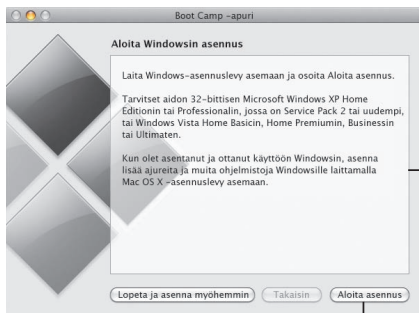 Boot Camp -apuri
Aloita Windowsin asennus
Laita Windows-asennuslevy asemaan ja osoita Aloita asennus.
Tarvitset aidon 32-bittisen Microsoft Windows XP Home
Editionin tai Professionalin, jossa on Service Pack 2 tai uudempi,
tai Windows Vista Home Basicin, Home Premiumin, Businessin
tai Ultimaten.
Kun olet asentanut ja ottanut käyttöön Windowsin, asenna
lisää ajureita ja muita ohjelmistoja Windowsille laittamalla
Mac OS X -asennuslevy asemaan.
Lopeta ja asenna myöhemmin Takaisin Aloita asennus